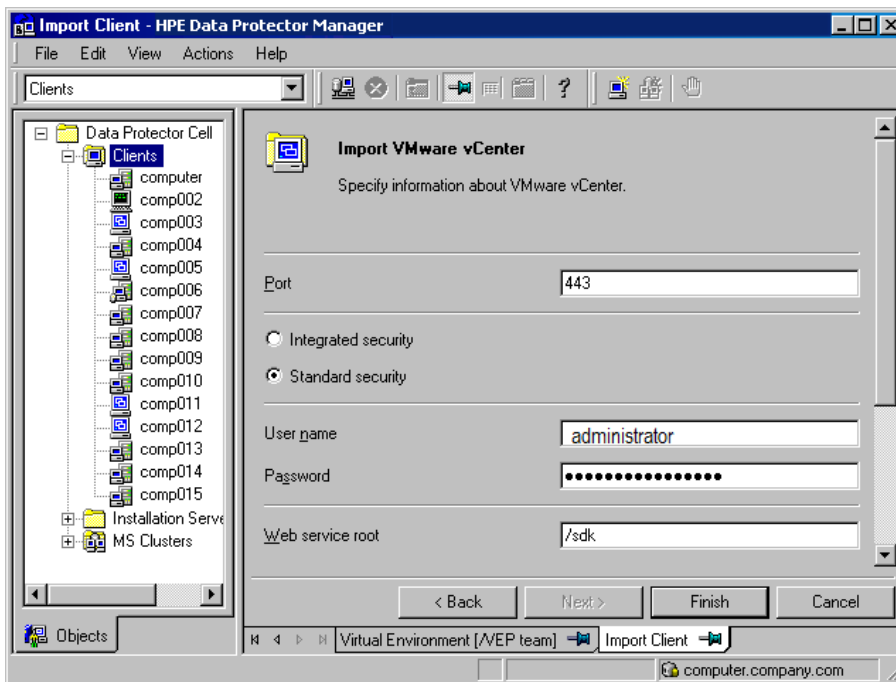 Import Client - HPE Data Protector Manager
File Edit View Actions Help
Clients
Data Protector Cell
Clients
computer
comp002
comp003
comp004
comp005
comp006
comp007
comp008
comp009
comp010
comp011
comp012
comp013
comp014
comp015
Installation Serve
MS Clusters
Objects
Import VMware vCenter
Specify information about VMware vCenter.
Port 443
Integrated security
Standard security
User name administrator
Password ●●●●●●●●●●●●●●●●
Web service root /sdk
< Back Next > Finish Cancel
Virtual Environment [/VEP team] Import Client
computer.company.com